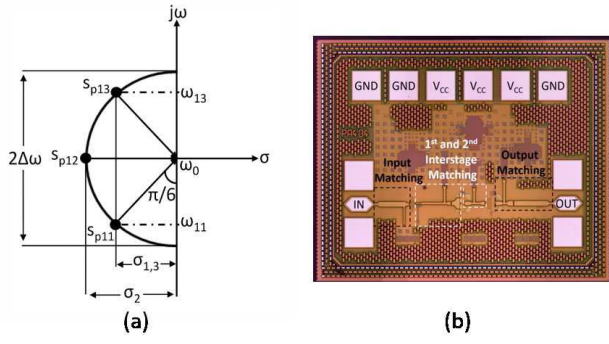 jω
s_p13
ω_13
2Δω
s_p12
ω_0
σ
π/6
s_p11
ω_11
σ_1,3
σ_2
(a)
GND
GND
V_CC
V_CC
V_CC
GND
1st and 2nd
Interstage
Matching
Input
Matching
Output
Matching
IN
OUT
(b)